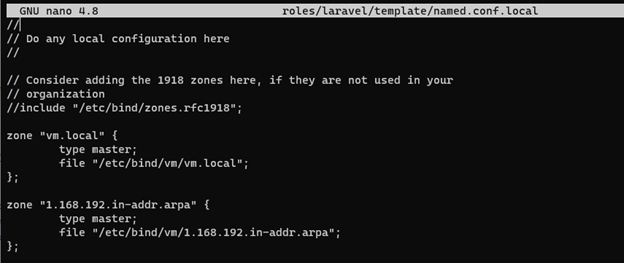 GNU nano 4.8 roles/laravel/template/named.conf.local
//
// Do any local configuration here
//
// Consider adding the 1918 zones here, if they are not used in your
// organization
//include "/etc/bind/zones.rfc1918";
zone "vm.local" {
type master;
file "/etc/bind/vm/vm.local";
};
zone "1.168.192.in-addr.arpa" {
type master;
file "/etc/bind/vm/1.168.192.in-addr.arpa";
};